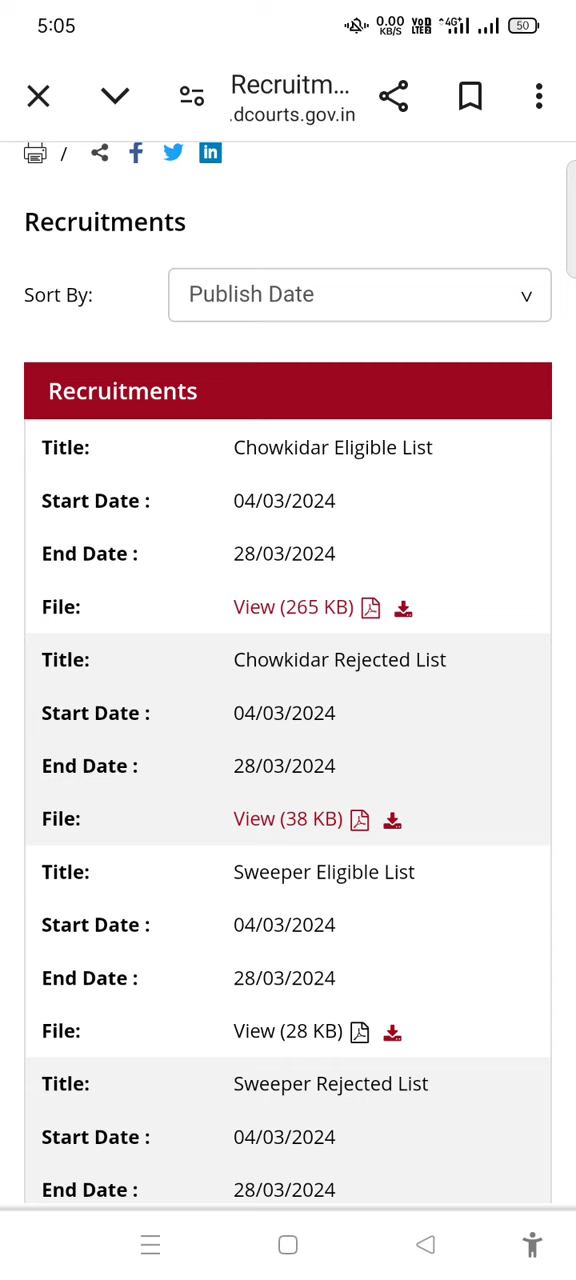 5:05
0.00
KB/S
VoD
LTE2
4G+
50
Recruitm...
.dcourts.gov.in
/
Recruitments
Sort By:
Publish Date
Recruitments
Title: Chowkidar Eligible List
Start Date : 04/03/2024
End Date : 28/03/2024
File: View (265 KB)
Title: Chowkidar Rejected List
Start Date : 04/03/2024
End Date : 28/03/2024
File: View (38 KB)
Title: Sweeper Eligible List
Start Date : 04/03/2024
End Date : 28/03/2024
File: View (28 KB)
Title: Sweeper Rejected List
Start Date : 04/03/2024
End Date : 28/03/2024